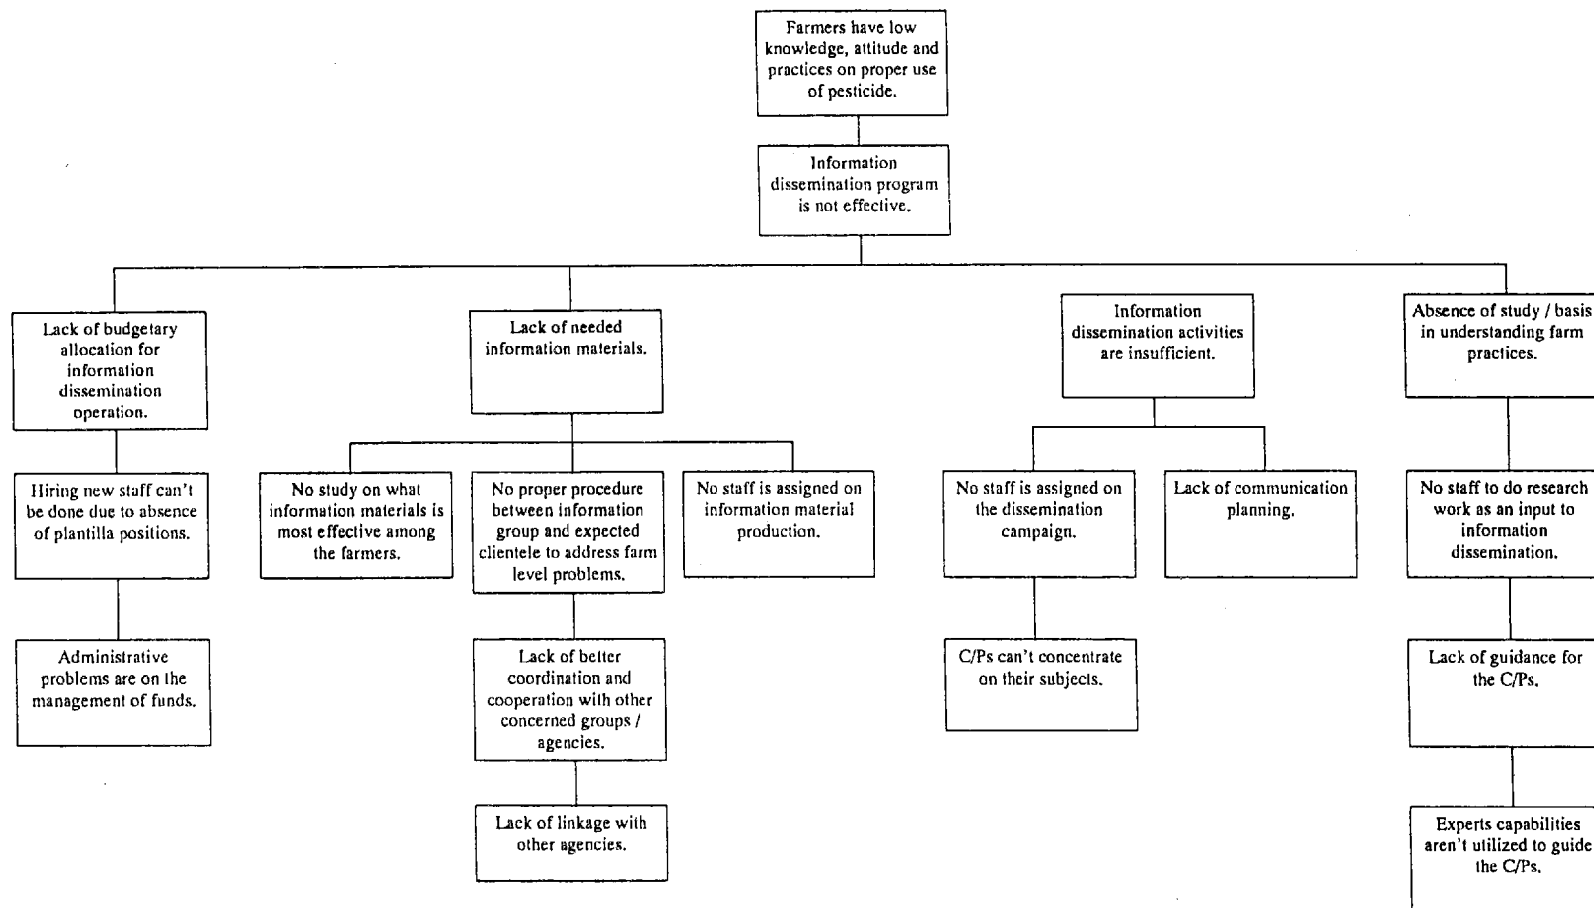 Farmers have low
knowledge, attitude and
practices on proper use
of pesticide.
Information
dissemination program
is not effective.
Lack of budgetary
allocation for
information
dissemination
operation.
Lack of needed
information materials.
Information
dissemination activities
are insufficient.
Absence of study / basis
in understanding farm
practices.
Hiring new staff can't
be done due to absence
of plantilla positions.
No study on what
information materials is
most effective among
the farmers.
No proper procedure
between information
group and expected
clientele to address farm
level problems.
No staff is assigned on
information material
production.
No staff is assigned on
the dissemination
campaign.
Lack of communication
planning.
No staff to do research
work as an input to
information
dissemination.
Administrative
problems are on the
management of funds.
Lack of better
coordination and
cooperation with other
concerned groups /
agencies.
C/Ps can't concentrate
on their subjects.
Lack of guidance for
the C/Ps.
Lack of linkage with
other agencies.
Experts capabilities
aren't utilized to guide
the C/Ps.